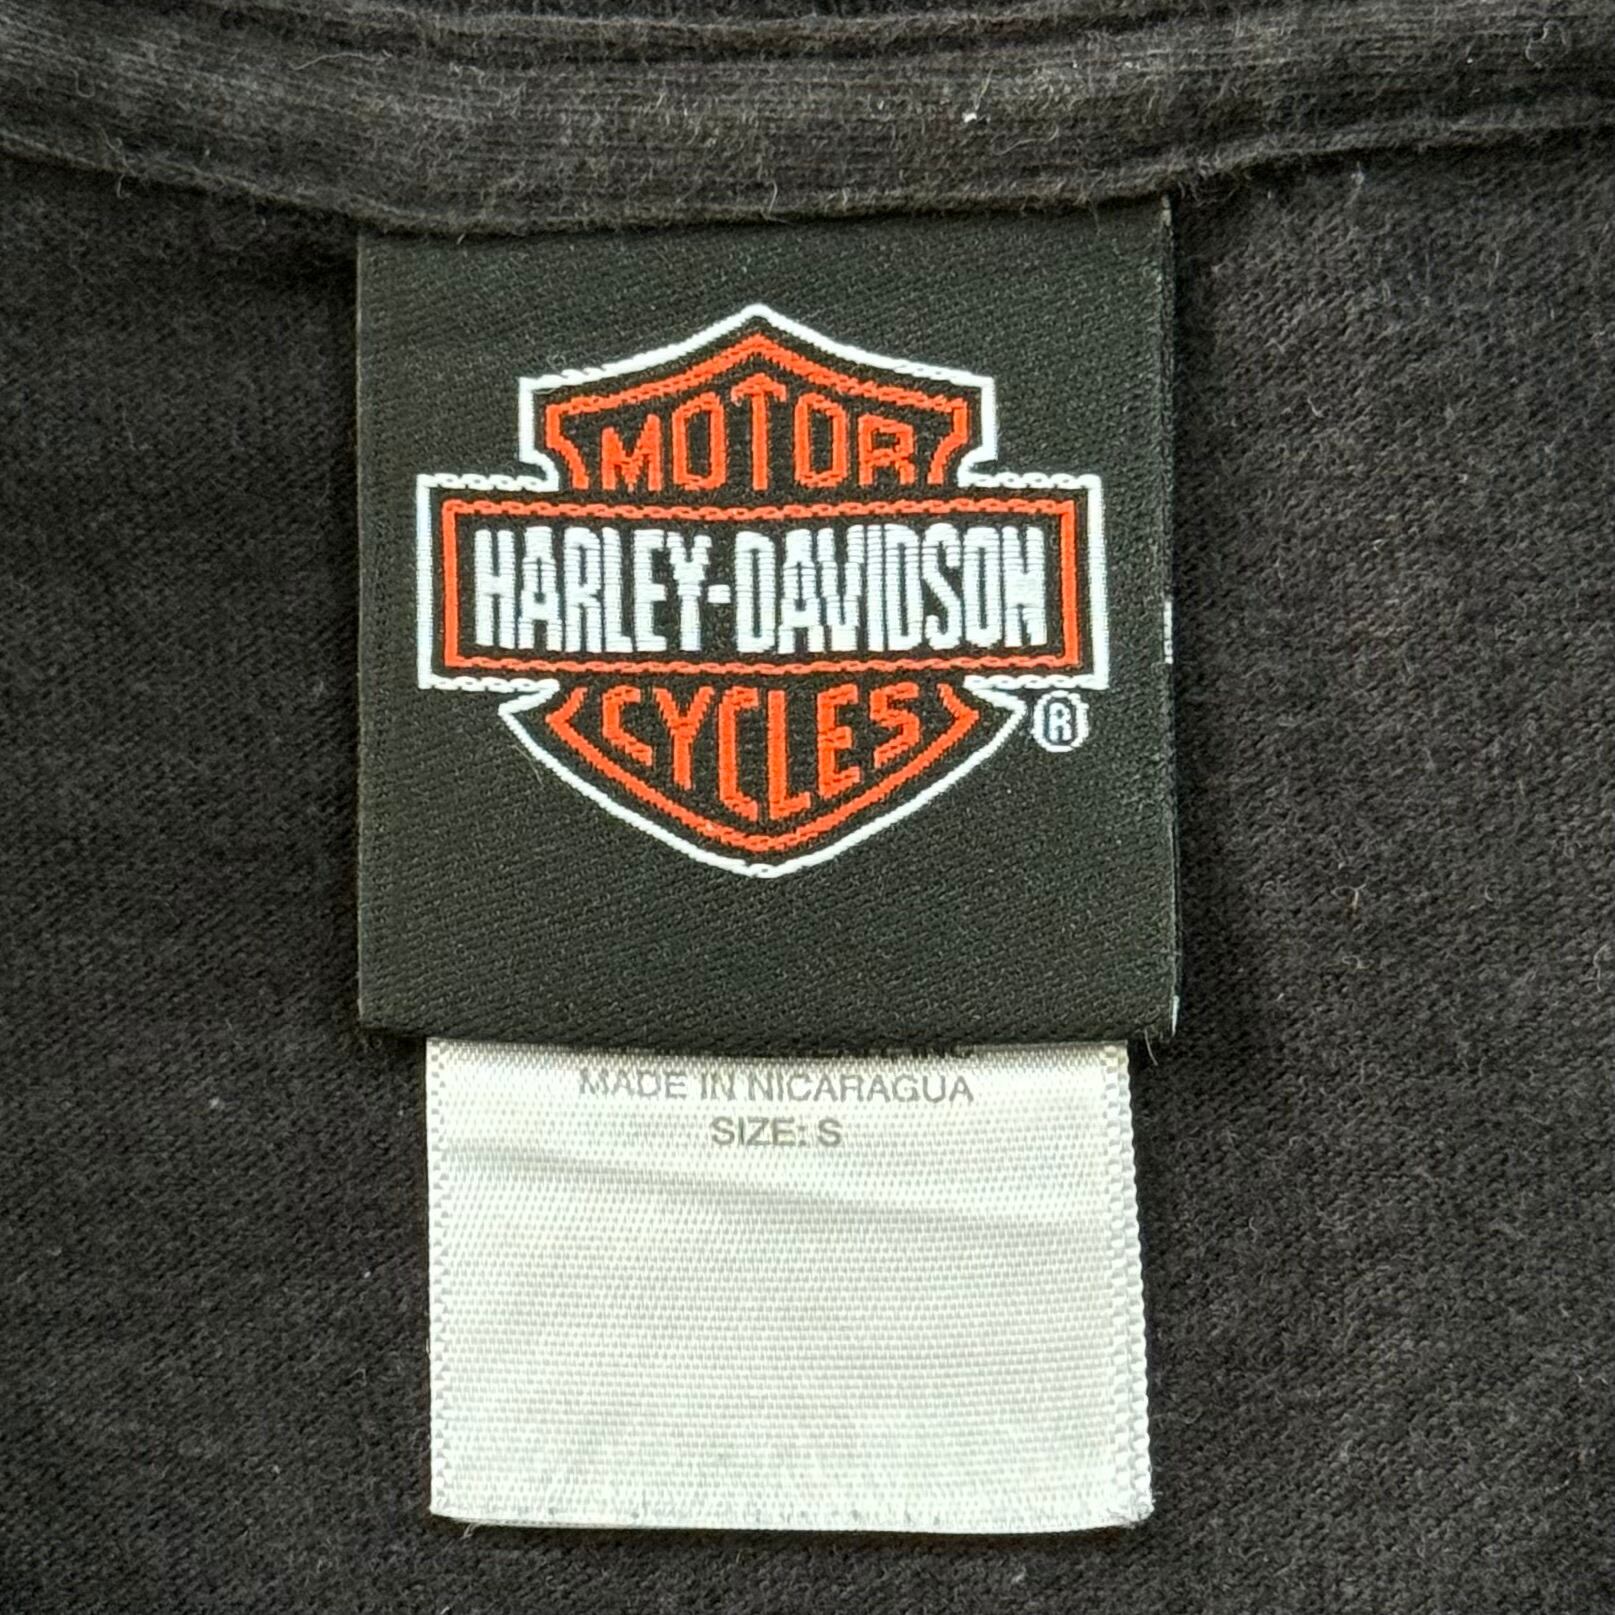 MOTOR
HARLEY-DAVIDSON
CYCLES
®
MADE IN NICARAGUA
SIZE: S